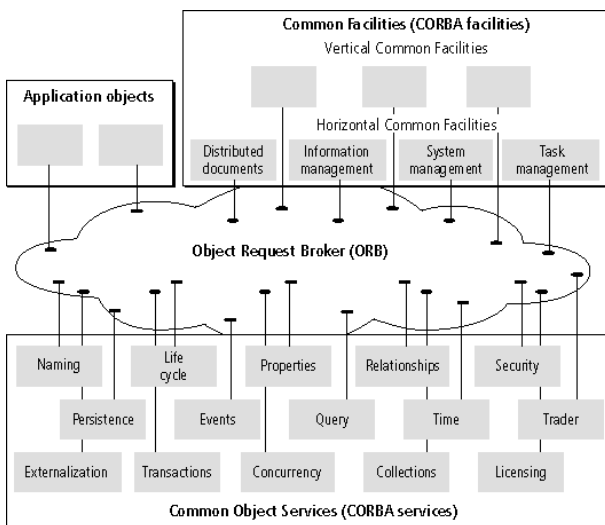 Common Facilities (CORBA facilities)
Vertical Common Facilities
Application objects
Horizontal Common Facilities
Distributed
documents
Information
management
System
management
Task
management
Object Request Broker (ORB)
Naming
Life
cycle
Properties
Relationships
Security
Persistence
Events
Query
Time
Trader
Externalization
Transactions
Concurrency
Collections
Licensing
Common Object Services (CORBA services)